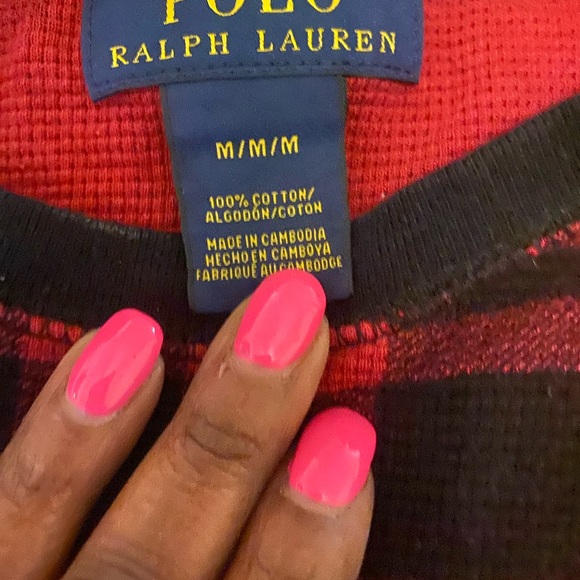 POLO
RALPH LAUREN
M/M/M
100% COTTON/
ALGODÓN/COTON
MADE IN CAMBODIA
HECHO EN CAMBOYA
FABRIQUÉ AU CAMBODGE